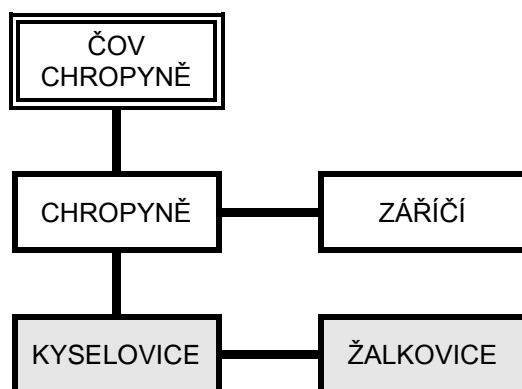 ČOV
CHROPYNĚ
CHROPYNĚ
ZÁŘÍČÍ
KYSELOVICE
ŽALKOVICE